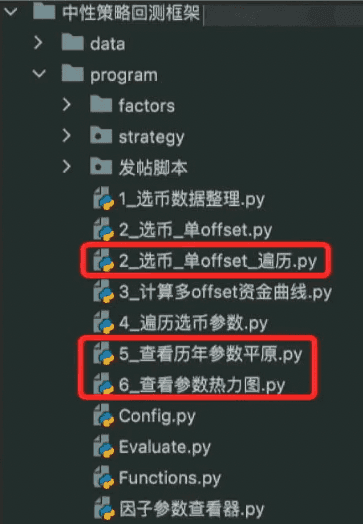 中性策略回测框架
data
program
factors
strategy
发帖脚本
1_选币数据整理.py
2_选币_单offset.py
2_选币_单offset_遍历.py
3_计算多offset资金曲线.py
4_遍历选币参数.py
5_查看历年参数平原.py
6_查看参数热力图.py
Config.py
Evaluate.py
Functions.py
因子参数查看器.py